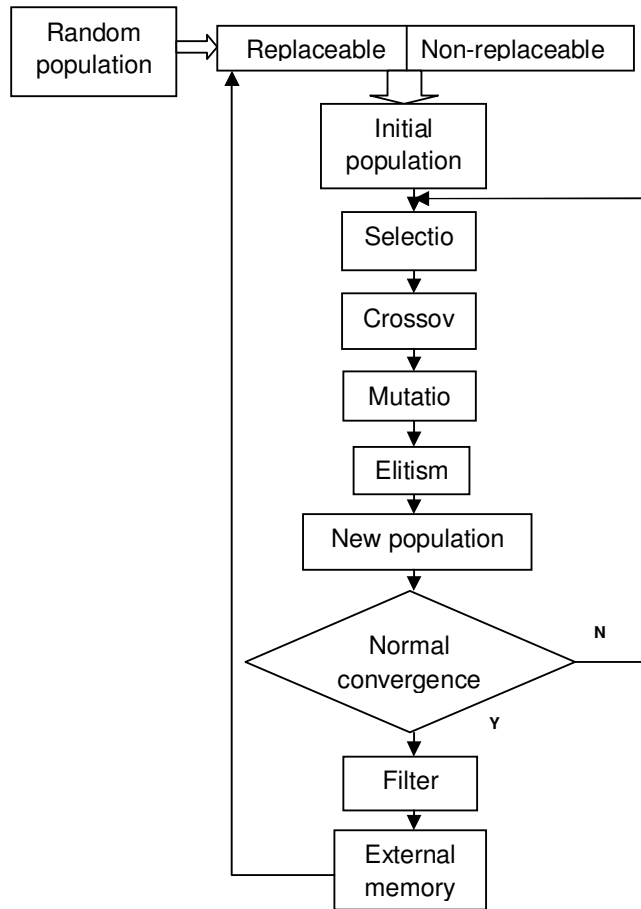 Random
population
Replaceable
Non-replaceable
Initial
population
Selectio
Crossov
Mutatio
Elitism
New population
Normal
convergence
N
Y
Filter
External
memory